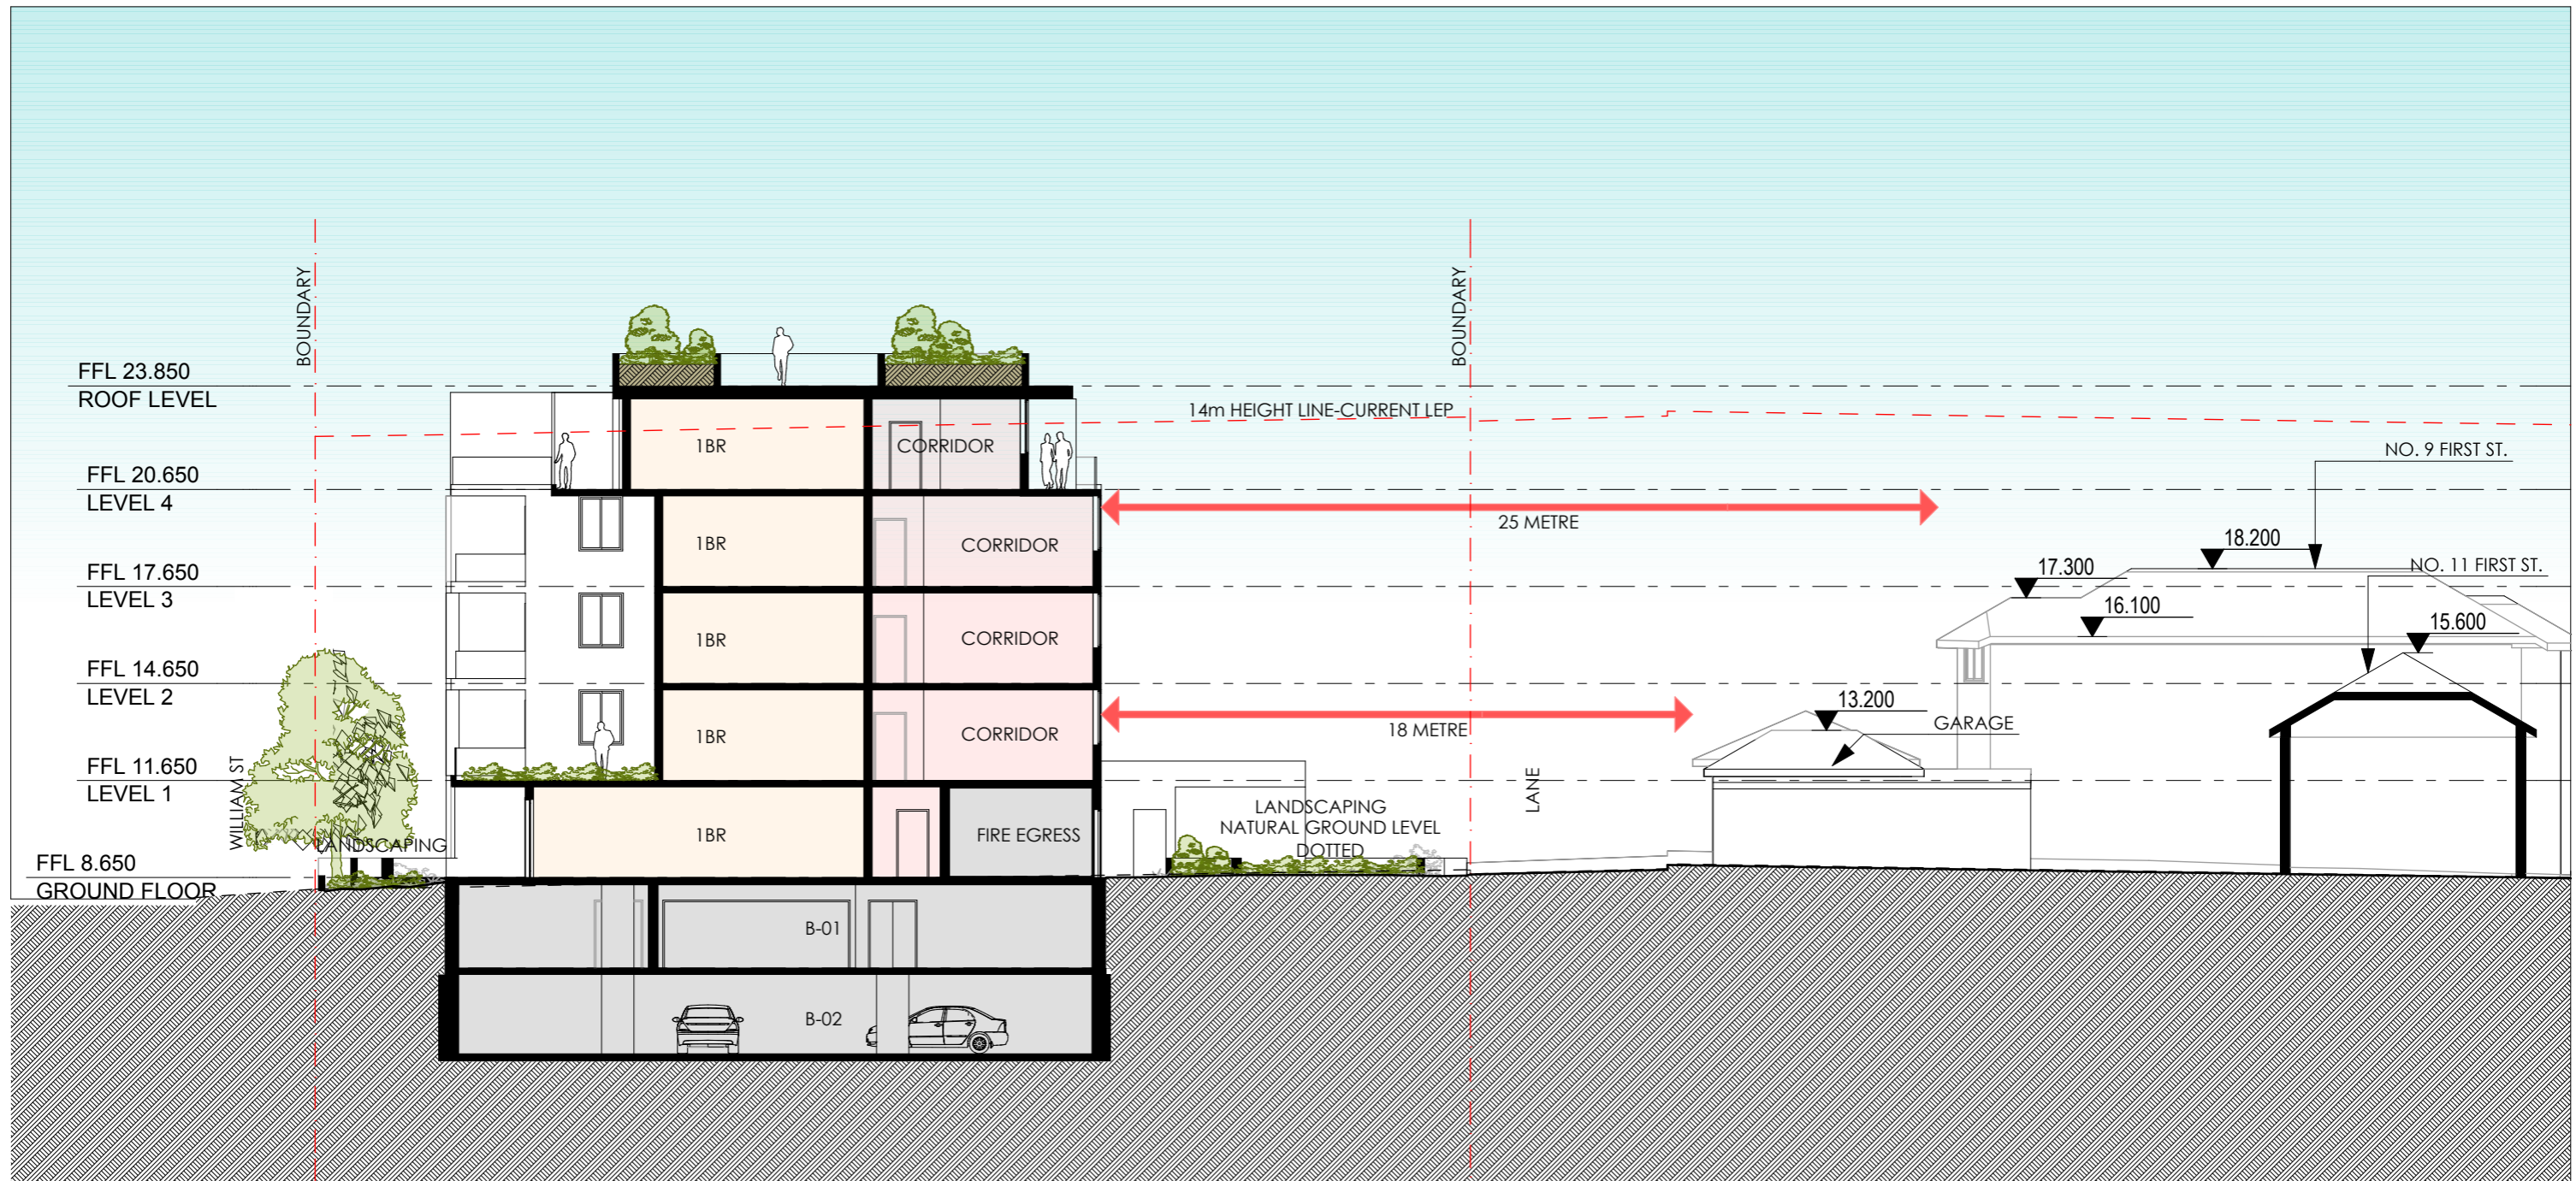 BOUNDARY
BOUNDARY
FFL 23.850
ROOF LEVEL
14m HEIGHT LINE-CURRENT LEP
1BR
CORRIDOR
NO. 9 FIRST ST.
FFL 20.650
LEVEL 4
25 METRE
1BR
CORRIDOR
18.200
NO. 11 FIRST ST.
17.300
FFL 17.650
LEVEL 3
16.100
15.600
1BR
CORRIDOR
FFL 14.650
LEVEL 2
13.200
GARAGE
18 METRE
1BR
CORRIDOR
FFL 11.650
LEVEL 1
WILLIAM ST
LANE
LANDSCAPING
NATURAL GROUND LEVEL
DOTTED
1BR
FIRE EGRESS
LANDSCAPING
FFL 8.650
GROUND FLOOR
B-01
B-02